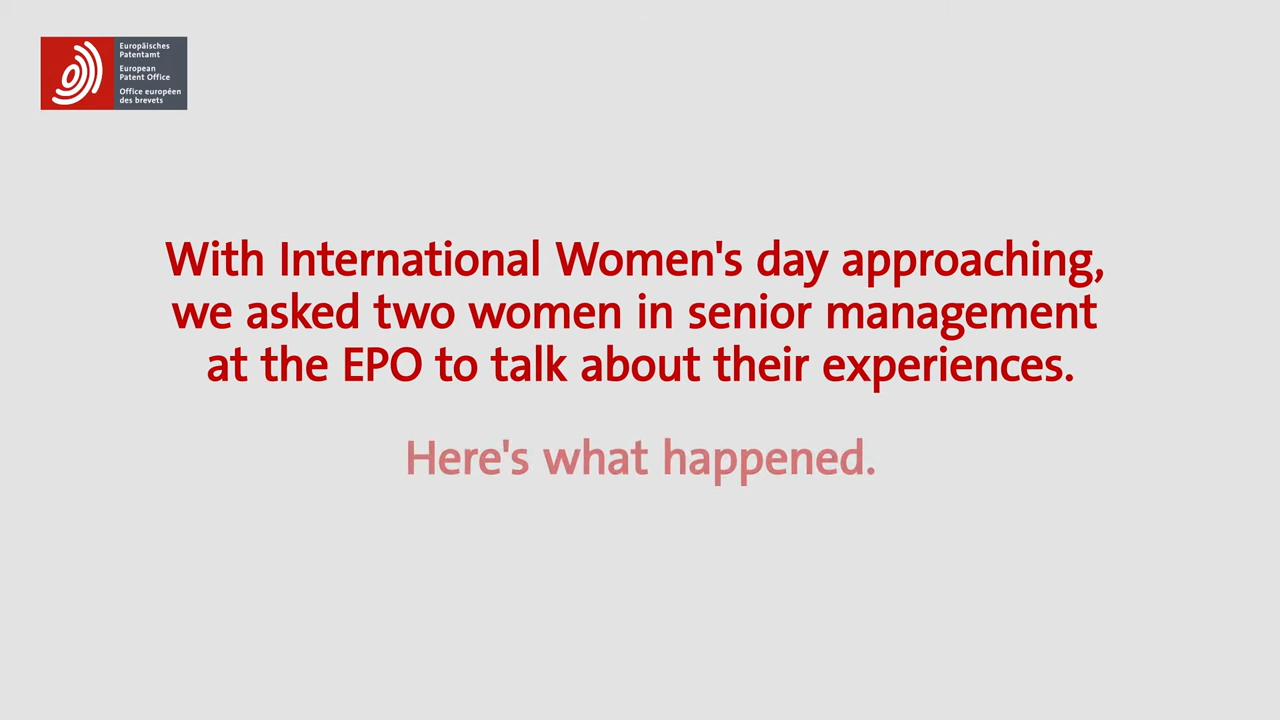 Europäisches
Patentamt
European
Patent Office
Office européen
des brevets
With International Women's day approaching,
we asked two women in senior management
at the EPO to talk about their experiences.
Here's what happened.